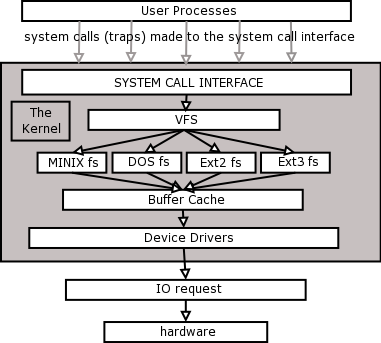 User Processes
system calls (traps) made to the system call interface
SYSTEM CALL INTERFACE
The
Kernel
VFS
MINIX fs
DOS fs
Ext2 fs
Ext3 fs
Buffer Cache
Device Drivers
IO request
hardware